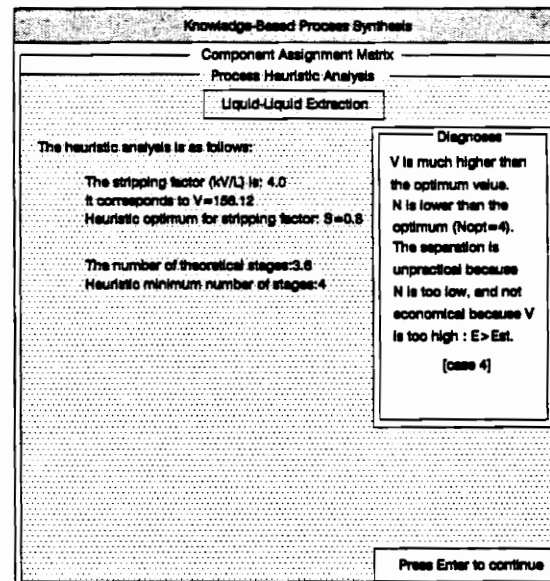 Knowledge-Based Process Synthesis
Component Assignment Matrix
Process Heuristic Analysis
Liquid-Liquid Extraction
The heuristic analysis is as follows:
The stripping factor (kV/L) is: 4.0
It corresponds to V=156.12
Heuristic optimum for stripping factor: S=0.8
The number of theoretical stages:3.6
Heuristic minimum number of stages:4
Diagnoses
V is much higher than
the optimum value.
N is lower than the
optimum (Nopt=4).
The separation is
unpractical because
N is too low, and not
economical because V
is too high : E>Est.
[case 4]
Press Enter to continue